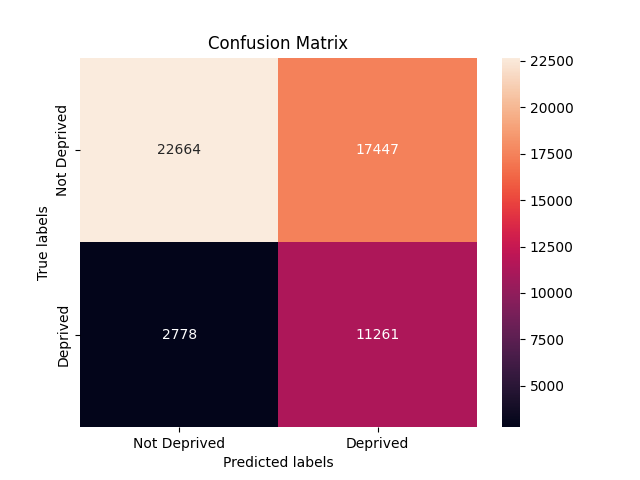 Confusion Matrix
True labels
Not Deprived
Deprived
22664
17447
2778
11261
Not Deprived
Deprived
Predicted labels
22500
20000
17500
15000
12500
10000
7500
5000